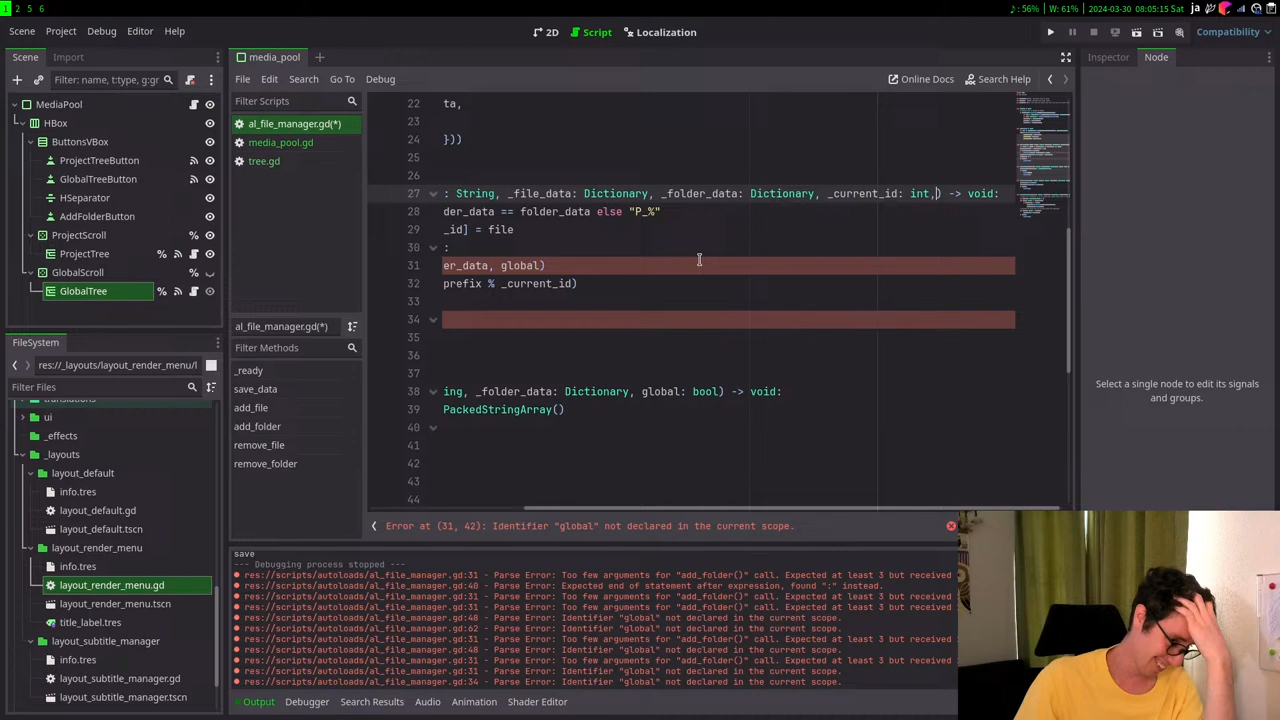 1 2 5 6
♪: 56% W: 61% 2024-03-30 08:05:15 Sat ja
Scene Project Debug Editor Help
2D Script Localization
Compatibility
Scene Import
Filter: name, t:type, g:gr
MediaPool
HBox
ButtonsVBox
ProjectTreeButton
GlobalTreeButton
HSeparator
AddFolderButton
ProjectScroll
ProjectTree
GlobalScroll
GlobalTree
FileSystem
res://_layouts/layout_render_menu/l
Filter Files
translations
ui
_effects
_layouts
layout_default
info.tres
layout_default.gd
layout_default.tscn
layout_render_menu
info.tres
layout_render_menu.gd
layout_render_menu.tscn
title_label.tres
layout_subtitle_manager
info.tres
layout_subtitle_manager.gd
layout_subtitle_manager.tscn
media_pool
File Edit Search Go To Debug
Online Docs Search Help
Filter Scripts
al_file_manager.gd(*)
media_pool.gd
tree.gd
al_file_manager.gd(*)
Filter Methods
_ready
save_data
add_file
add_folder
remove_file
remove_folder
22 ta,
23
24 }))
25
26
27 : String, _file_data: Dictionary, _folder_data: Dictionary, _current_id: int,) -> void:
28 der_data == folder_data else "P_%"
29 _id] = file
30 :
31 er_data, global)
32 prefix % _current_id)
33
34
35
36
37
38 ing, _folder_data: Dictionary, global: bool) -> void:
39 PackedStringArray()
40
41
42
43
44
Error at (31, 42): Identifier "global" not declared in the current scope.
save
--- Debugging process stopped ---
res://scripts/autoloads/al_file_manager.gd:31 - Parse Error: Too few arguments for "add_folder()" call. Expected at least 3 but received
res://scripts/autoloads/al_file_manager.gd:40 - Parse Error: Expected end of statement after expression, found ":" instead.
res://scripts/autoloads/al_file_manager.gd:31 - Parse Error: Too few arguments for "add_folder()" call. Expected at least 3 but received
res://scripts/autoloads/al_file_manager.gd:31 - Parse Error: Too few arguments for "add_folder()" call. Expected at least 3 but received
res://scripts/autoloads/al_file_manager.gd:48 - Parse Error: Identifier "global" not declared in the current scope.
res://scripts/autoloads/al_file_manager.gd:62 - Parse Error: Identifier "global" not declared in the current scope.
res://scripts/autoloads/al_file_manager.gd:31 - Parse Error: Too few arguments for "add_folder()" call. Expected at least 3 but received
res://scripts/autoloads/al_file_manager.gd:48 - Parse Error: Identifier "global" not declared in the current scope.
res://scripts/autoloads/al_file_manager.gd:31 - Parse Error: Too few arguments for "add_folder()" call. Expected at least 3 but received
res://scripts/autoloads/al_file_manager.gd:31 - Parse Error: Identifier "global" not declared in the current scope.
res://scripts/autoloads/al_file_manager.gd:34 - Parse Error: Identifier "global" not declared in the current scope.
Output Debugger Search Results Audio Animation Shader Editor
Inspector Node
Select a single node to edit its signals
and groups.